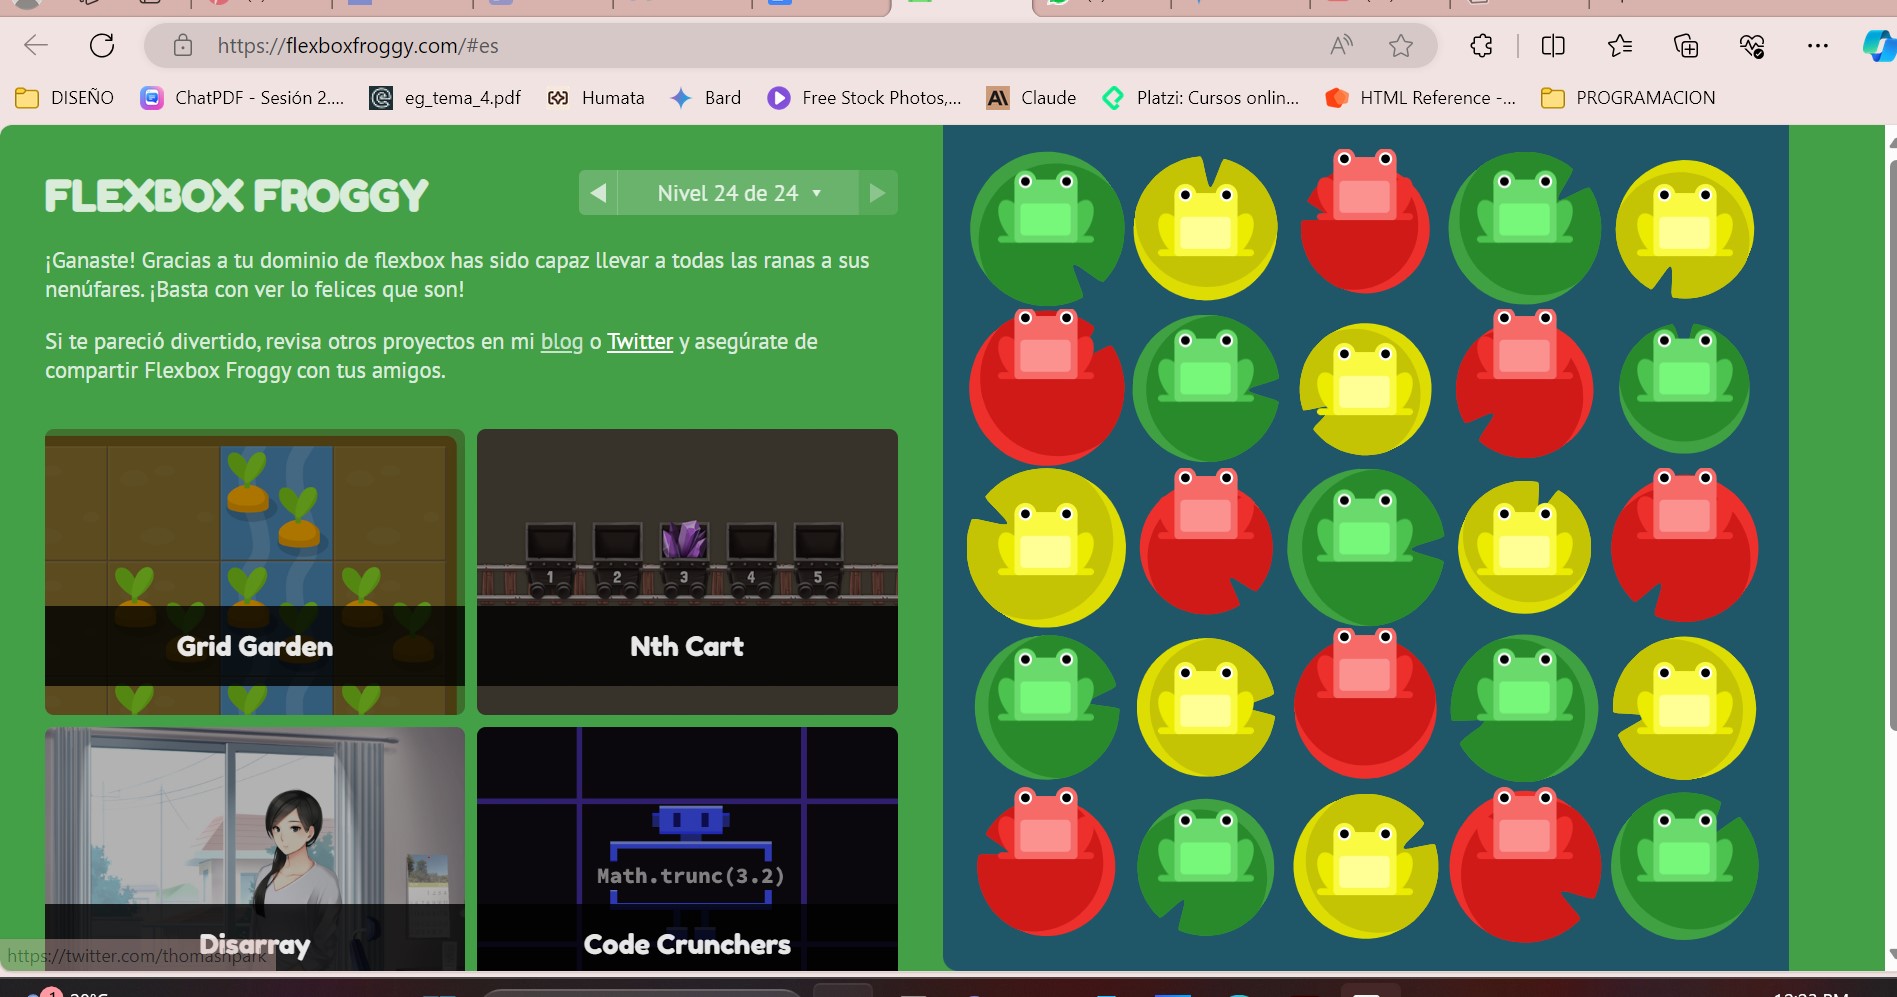 https://flexboxfroggy.com/#es
DISEÑO
ChatPDF - Sesión 2....
eg_tema_4.pdf
Humata
Bard
Free Stock Photos,...
Claude
Platzi: Cursos onlin...
HTML Reference -...
PROGRAMACION
FLEXBOX FROGGY
Nivel 24 de 24
¡Ganaste! Gracias a tu dominio de flexbox has sido capaz llevar a todas las ranas a sus
nenúfares. ¡Basta con ver lo felices que son!
Si te pareció divertido, revisa otros proyectos en mi blog o Twitter y asegúrate de
compartir Flexbox Froggy con tus amigos.
1 2 3 4 5
Grid Garden
Nth Cart
Math.trunc(3.2)
Disarray
Code Crunchers
https://twitter.com/thomashpark